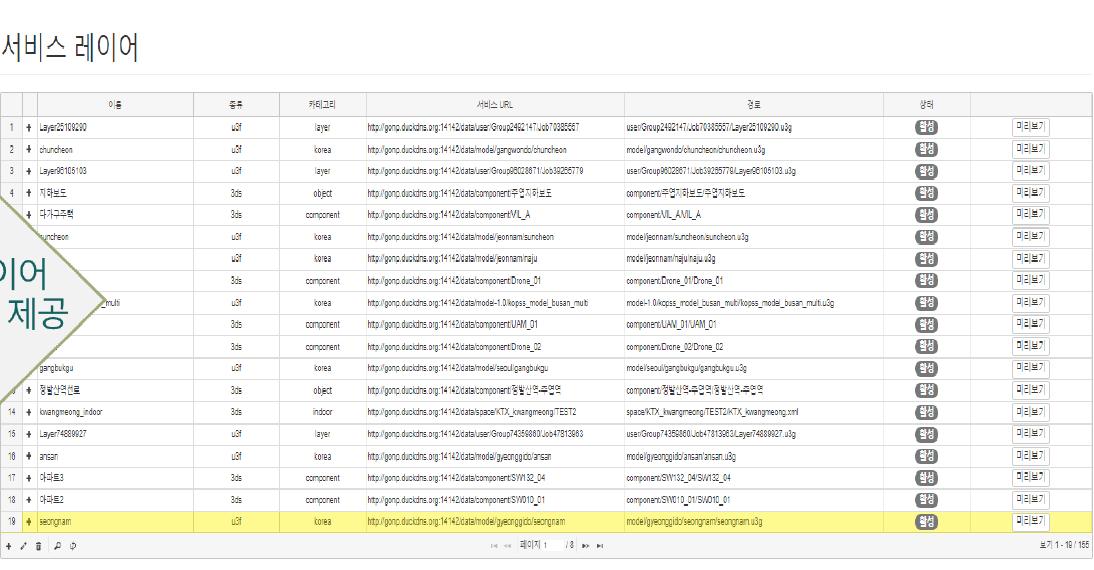 서비스 레이어
이름 종류 카테고리 서비스 URL 경로 상태
1 Layer25109290 u3f layer http://gonp.duckdns.org:14142/data/user/Group2492147/Job70385557 user/Group2492147/Job70385557/Layer25109290.u3g 활성 미리보기
2 chuncheon u3f korea http://gonp.duckdns.org:14142/data/model/gangwondo/chuncheon model/gangwondo/chuncheon/chuncheon.u3g 활성 미리보기
3 Layer96105103 u3f layer http://gonp.duckdns.org:14142/data/user/Group96028671/Job39265779 user/Group96028671/Job39265779/Layer96105103.u3g 활성 미리보기
4 지화보도 3ds object http://gonp.duckdns.org:14142/data/component/주엽지화보도 component/주엽지화보도/주엽지화보도 활성 미리보기
다가구주택 3ds component http://gonp.duckdns.org:14142/data/component/VIL_A component/VIL_A/VIL_A 활성 미리보기
suncheon u3f korea http://gonp.duckdns.org:14142/data/model/jeonnam/suncheon model/jeonnam/suncheon/suncheon.u3g 활성 미리보기
u3f korea http://gonp.duckdns.org:14142/data/model/jeonnam/naju model/jeonnam/naju/naju.u3g 활성 미리보기
이어
3ds component http://gonp.duckdns.org:14142/data/component/Drone_01 component/Drone_01/Drone_01 활성 미리보기
_multi u3f korea http://gonp.duckdns.org:14142/data/model-1.0/kopss_model_busan_multi model-1.0/kopss_model_busan_multi/kopss_model_busan_multi.u3g 활성 미리보기
제공
3ds component http://gonp.duckdns.org:14142/data/component/UAM_01 component/UAM_01/UAM_01 활성 미리보기
3ds component http://gonp.duckdns.org:14142/data/component/Drone_02 component/Drone_02/Drone_02 활성 미리보기
gangbukgu u3f korea http://gonp.duckdns.org:14142/data/model/seoul/gangbukgu model/seoul/gangbukgu/gangbukgu.u3g 활성 미리보기
정발산역선로 3ds object http://gonp.duckdns.org:14142/data/component/정발산역-주엽역 component/정발산역-주엽역/정발산역-주엽역 활성 미리보기
14 kwangmeong_indoor 3ds indoor http://gonp.duckdns.org:14142/data/space/KTX_kwangmeong/TEST2 space/KTX_kwangmeong/TEST2/KTX_kwangmeong.xml 활성 미리보기
15 Layer74889927 u3f layer http://gonp.duckdns.org:14142/data/user/Group74359860/Job47813963 user/Group74359860/Job47813963/Layer74889927.u3g 활성 미리보기
16 ansan u3f korea http://gonp.duckdns.org:14142/data/model/gyeonggido/ansan model/gyeonggido/ansan/ansan.u3g 활성 미리보기
17 아파트3 3ds component http://gonp.duckdns.org:14142/data/component/SW132_04 component/SW132_04/SW132_04 활성 미리보기
18 아파트2 3ds component http://gonp.duckdns.org:14142/data/component/SW010_01 component/SW010_01/SW010_01 활성 미리보기
19 seongnam u3f korea http://gonp.duckdns.org:14142/data/model/gyeonggido/seongnam model/gyeonggido/seongnam/seongnam.u3g 활성 미리보기
페이지 1 / 8 보기 1 - 19 / 155